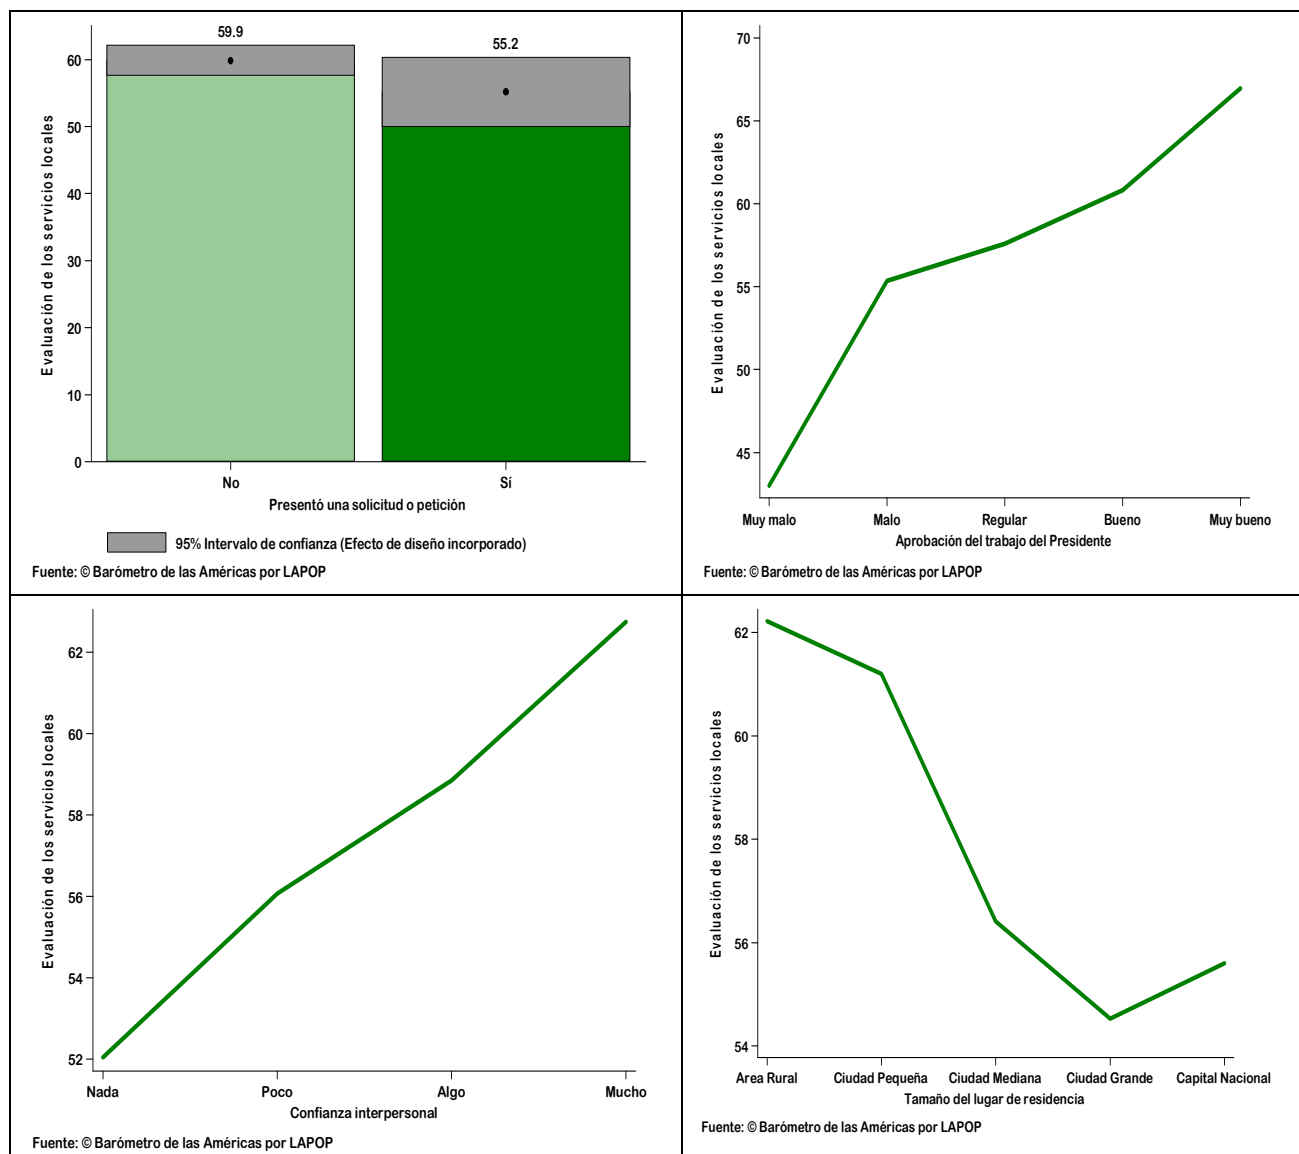 59.9
55.2
60
50
40
30
20
10
0
Evaluación de los servicios locales
No
Sí
Presentó una solicitud o petición
95% Intervalo de confianza (Efecto de diseño incorporado)
Fuente: © Barómetro de las Américas por LAPOP
70
65
60
55
50
45
Evaluación de los servicios locales
Muy malo
Malo
Regular
Bueno
Muy bueno
Aprobación del trabajo del Presidente
Fuente: © Barómetro de las Américas por LAPOP
62
60
58
56
54
52
Evaluación de los servicios locales
Nada
Poco
Algo
Mucho
Confianza interpersonal
Fuente: © Barómetro de las Américas por LAPOP
62
60
58
56
54
Evaluación de los servicios locales
Area Rural
Ciudad Pequeña
Ciudad Mediana
Ciudad Grande
Capital Nacional
Tamaño del lugar de residencia
Fuente: © Barómetro de las Américas por LAPOP